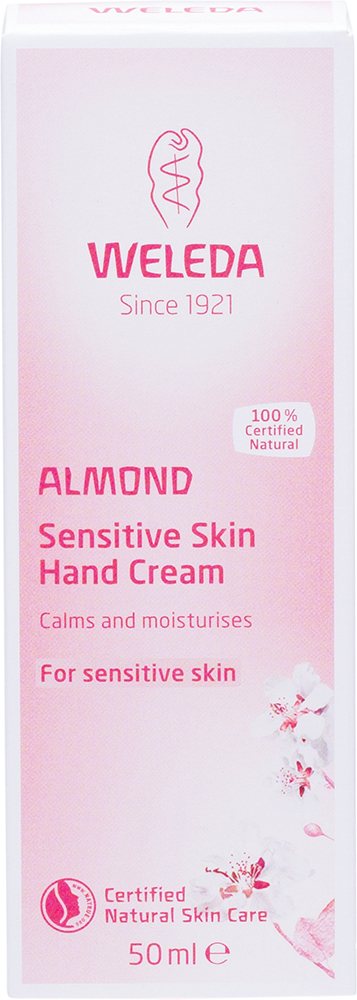 WELEDA
WELEDA
Since 1921
100 %
Certified
Natural
ALMOND
Sensitive Skin
Hand Cream
Calms and moisturises
For sensitive skin
Certified
Natural Skin Care
50 ml ℮